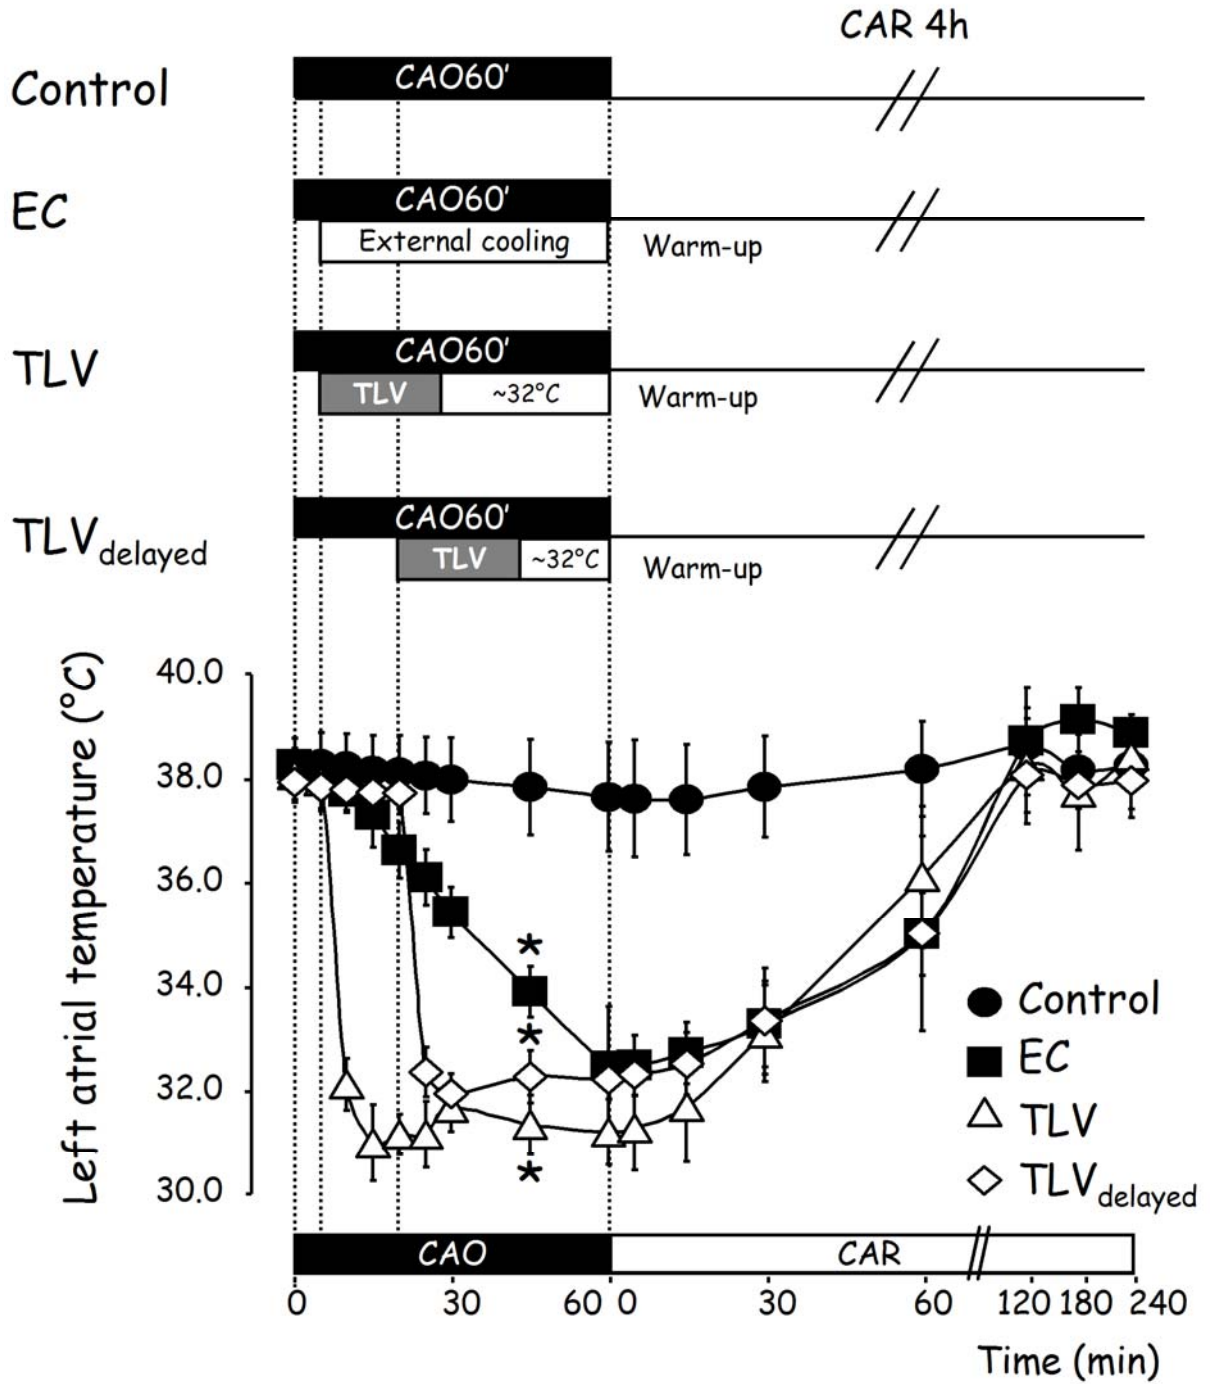 CAR 4h
Control
CAO60'
EC
CAO60'
External cooling
Warm-up
TLV
CAO60'
TLV
~32°C
Warm-up
TLVdelayed
CAO60'
TLV
~32°C
Warm-up
Left atrial temperature (°C)
40.0
38.0
36.0
34.0
32.0
30.0
Control
EC
TLV
TLVdelayed
CAO
CAR
0 30 60 0 30 60 120 180 240
Time (min)